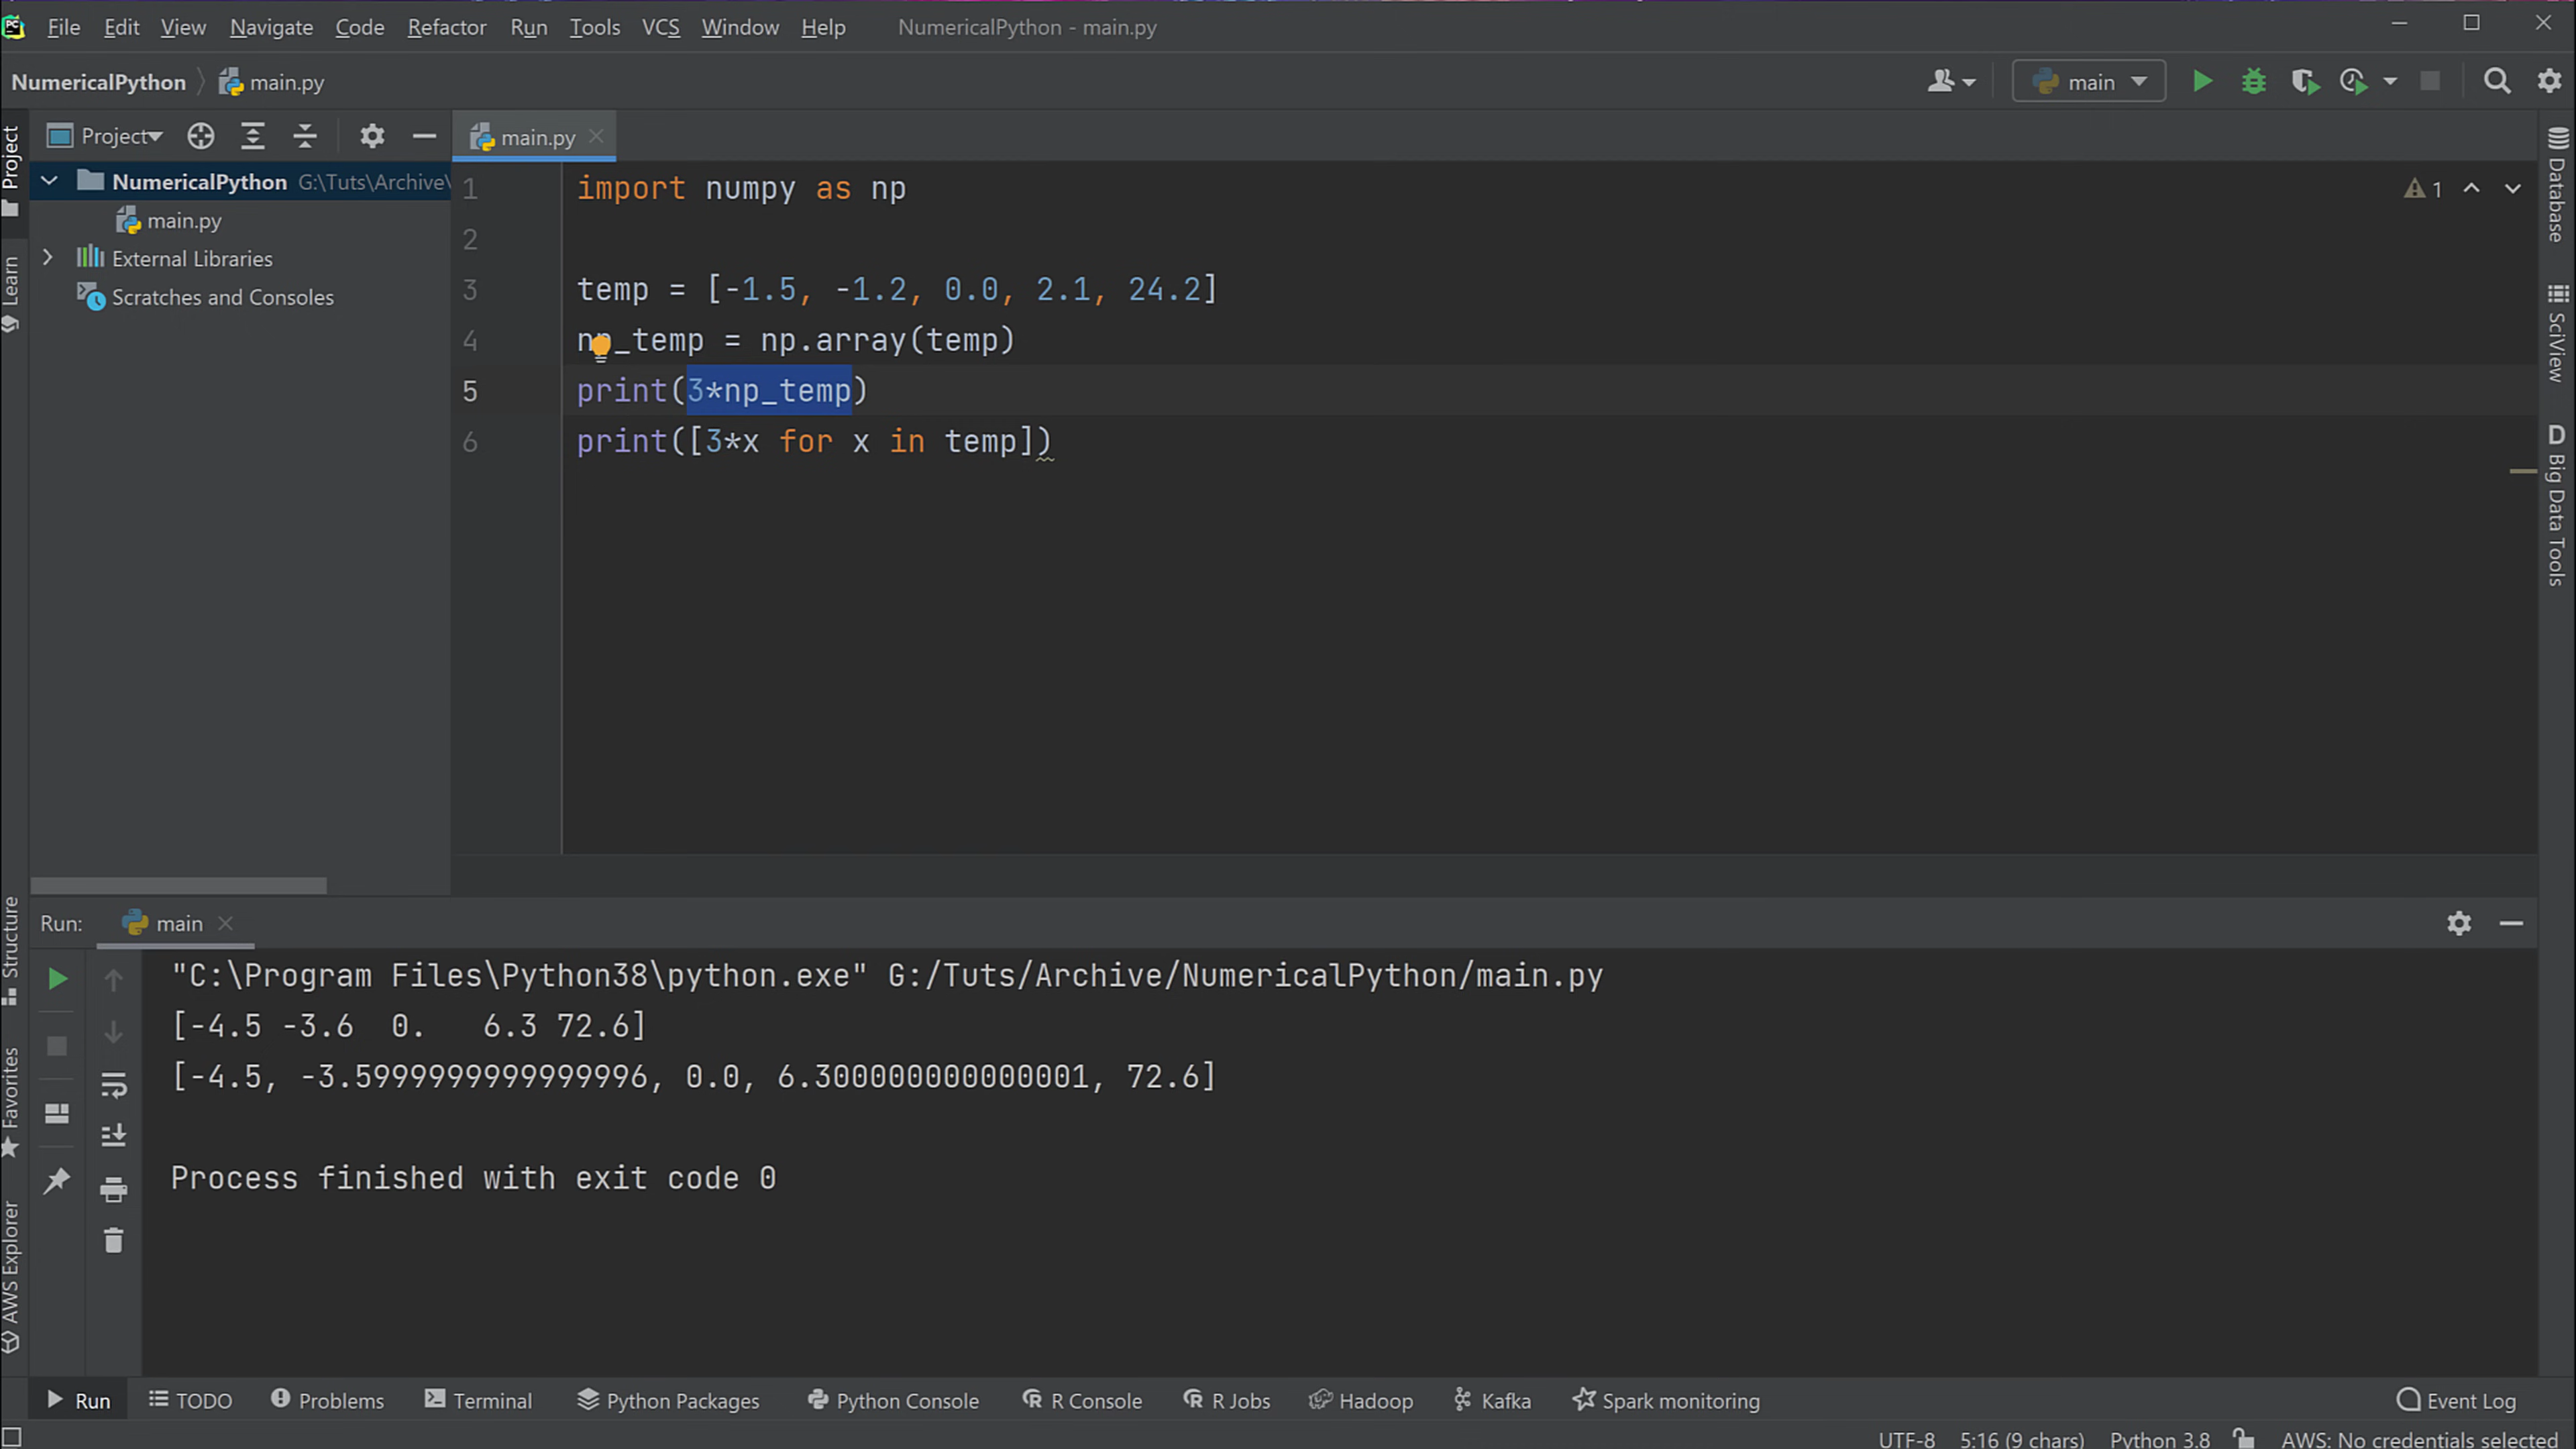 PC File Edit View Navigate Code Refactor Run Tools VCS Window Help NumericalPython - main.py
NumericalPython main.py main
Project main.py
NumericalPython G:\Tuts\Archive\
main.py
External Libraries
Scratches and Consoles
Project
Learn
Structure
Favorites
AWS Explorer
1 import numpy as np
2
3 temp = [-1.5, -1.2, 0.0, 2.1, 24.2]
4 np_temp = np.array(temp)
5 print(3*np_temp)
6 print([3*x for x in temp])
1
Database
SciView
D Big Data Tools
Run: main
"C:\Program Files\Python38\python.exe" G:/Tuts/Archive/NumericalPython/main.py
[-4.5 -3.6  0.   6.3 72.6]
[-4.5, -3.5999999999999996, 0.0, 6.300000000000001, 72.6]
Process finished with exit code 0
Run TODO Problems Terminal Python Packages Python Console R Console R Jobs Hadoop Kafka Spark monitoring Event Log
UTF-8 5:16 (9 chars) Python 3.8 AWS: No credentials selected